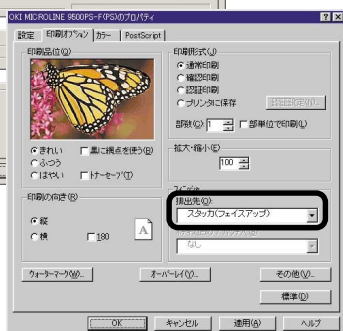 OKI MICROLINE 9500PS-F(PS)のプロパティ
設定 印刷オプション カラー PostScript
印刷品位(Q)
きれい 黒に網点を使う(B)
ふつう
はやい トナーセーブ(T)
印刷の向き(R)
縦
横 180
A
印刷形式(J)
通常印刷
確認印刷
認証印刷
プリンタに保存
部数(C) 1 部単位で印刷(L)
拡大・縮小(E)
100
排出先(O):
スタッカ(フェイスアップ)
なし
ウォーターマーク(W)... オーバーレイ(Y)... その他(V)...
標準(D)
OK キャンセル 適用(A) ヘルプ